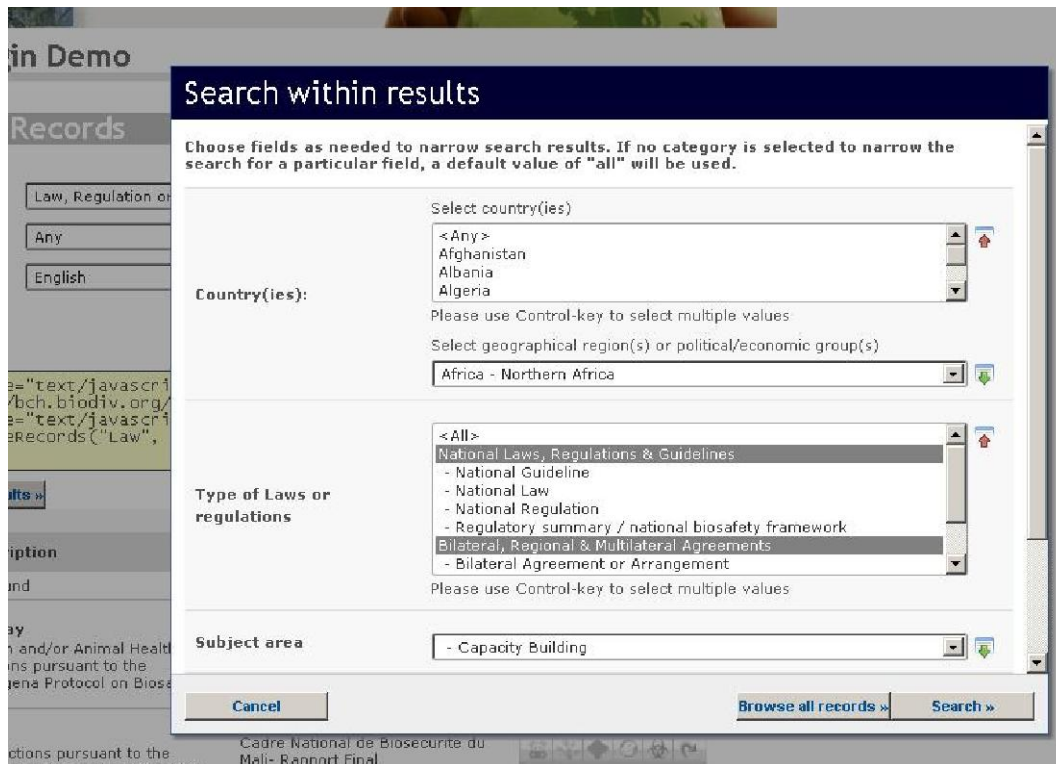 in Demo
Search within results
Records
Choose fields as needed to narrow search results. If no category is selected to narrow the
search for a particular field, a default value of "all" will be used.
Law, Regulation or
Any
English
Select country(ies)
<Any>
Afghanistan
Albania
Algeria
Country(ies):
Please use Control-key to select multiple values
Select geographical region(s) or political/economic group(s)
Africa - Northern Africa
e="text/javascri
/bch.biodiv.org/
e="text/javascri
eRecords("Law",
<All>
National Laws, Regulations & Guidelines
- National Guideline
- National Law
- National Regulation
- Regulatory summary / national biosafety framework
Bilateral, Regional & Multilateral Agreements
- Bilateral Agreement or Arrangement
Type of Laws or
regulations
Please use Control-key to select multiple values
ults »
iption
und
ay
n and/or Animal Healt
ons pursuant to the
gena Protocol on Biosa
Subject area
- Capacity Building
Cancel
Browse all records »
Search »
ctions pursuant to the
Cadre National de Biosecurite du
Mali- Rapport Final